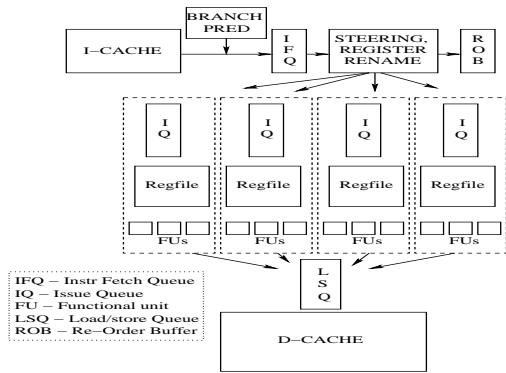 BRANCH
PRED
I–CACHE
I
F
Q
STEERING,
REGISTER
RENAME
R
O
B
I
Q
I
Q
I
Q
I
Q
Regfile
Regfile
Regfile
Regfile
FUs
FUs
FUs
FUs
L
S
Q
IFQ – Instr Fetch Queue
IQ – Issue Queue
FU – Functional unit
LSQ – Load/store Queue
ROB – Re–Order Buffer
D–CACHE